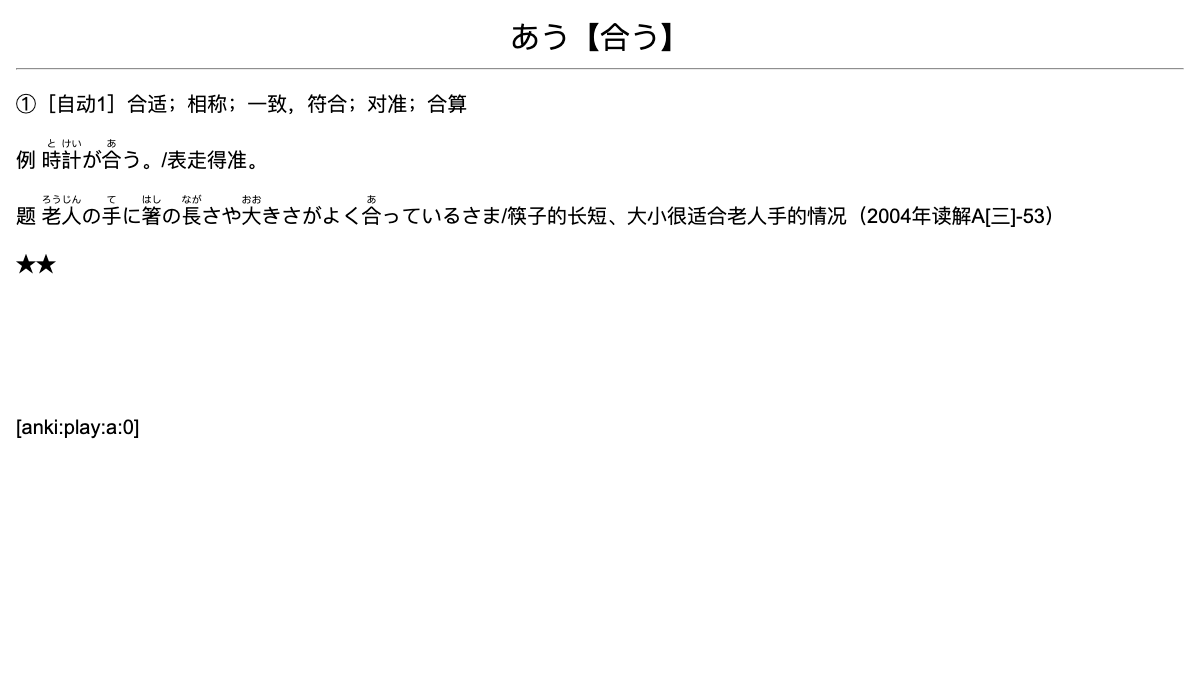 あう【合う】
①［自动1］合适；相称；一致，符合；对准；合算
と けい あ
例 時計が合う。/表走得准。
ろうじん て はし なが おお あ
题 老人の手に箸の長さや大きさがよく合っているさま/筷子的长短、大小很适合老人手的情况（2004年读解A[三]-53）
★★
[anki:play:a:0]